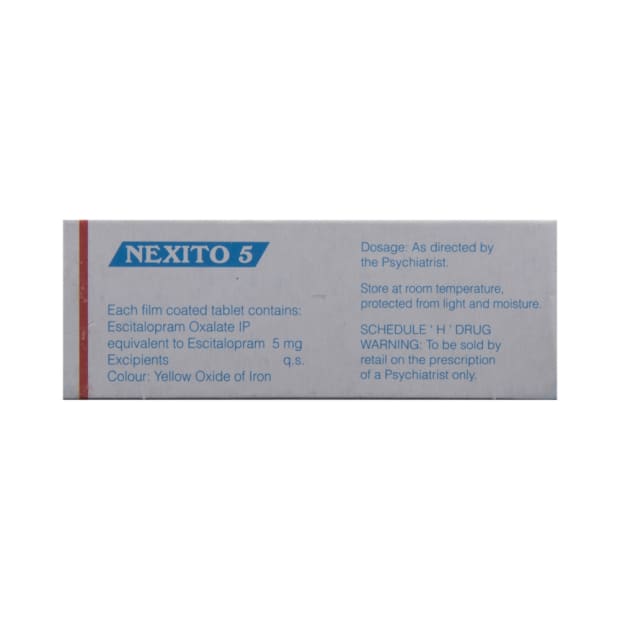 NEXITO 5
Each film coated tablet contains:
Escitalopram Oxalate IP
equivalent to Escitalopram 5 mg
Excipients q.s.
Colour: Yellow Oxide of Iron
Dosage: As directed by
the Psychiatrist.
Store at room temperature,
protected from light and moisture.
SCHEDULE ' H ' DRUG
WARNING: To be sold by
retail on the prescription
of a Psychiatrist only.